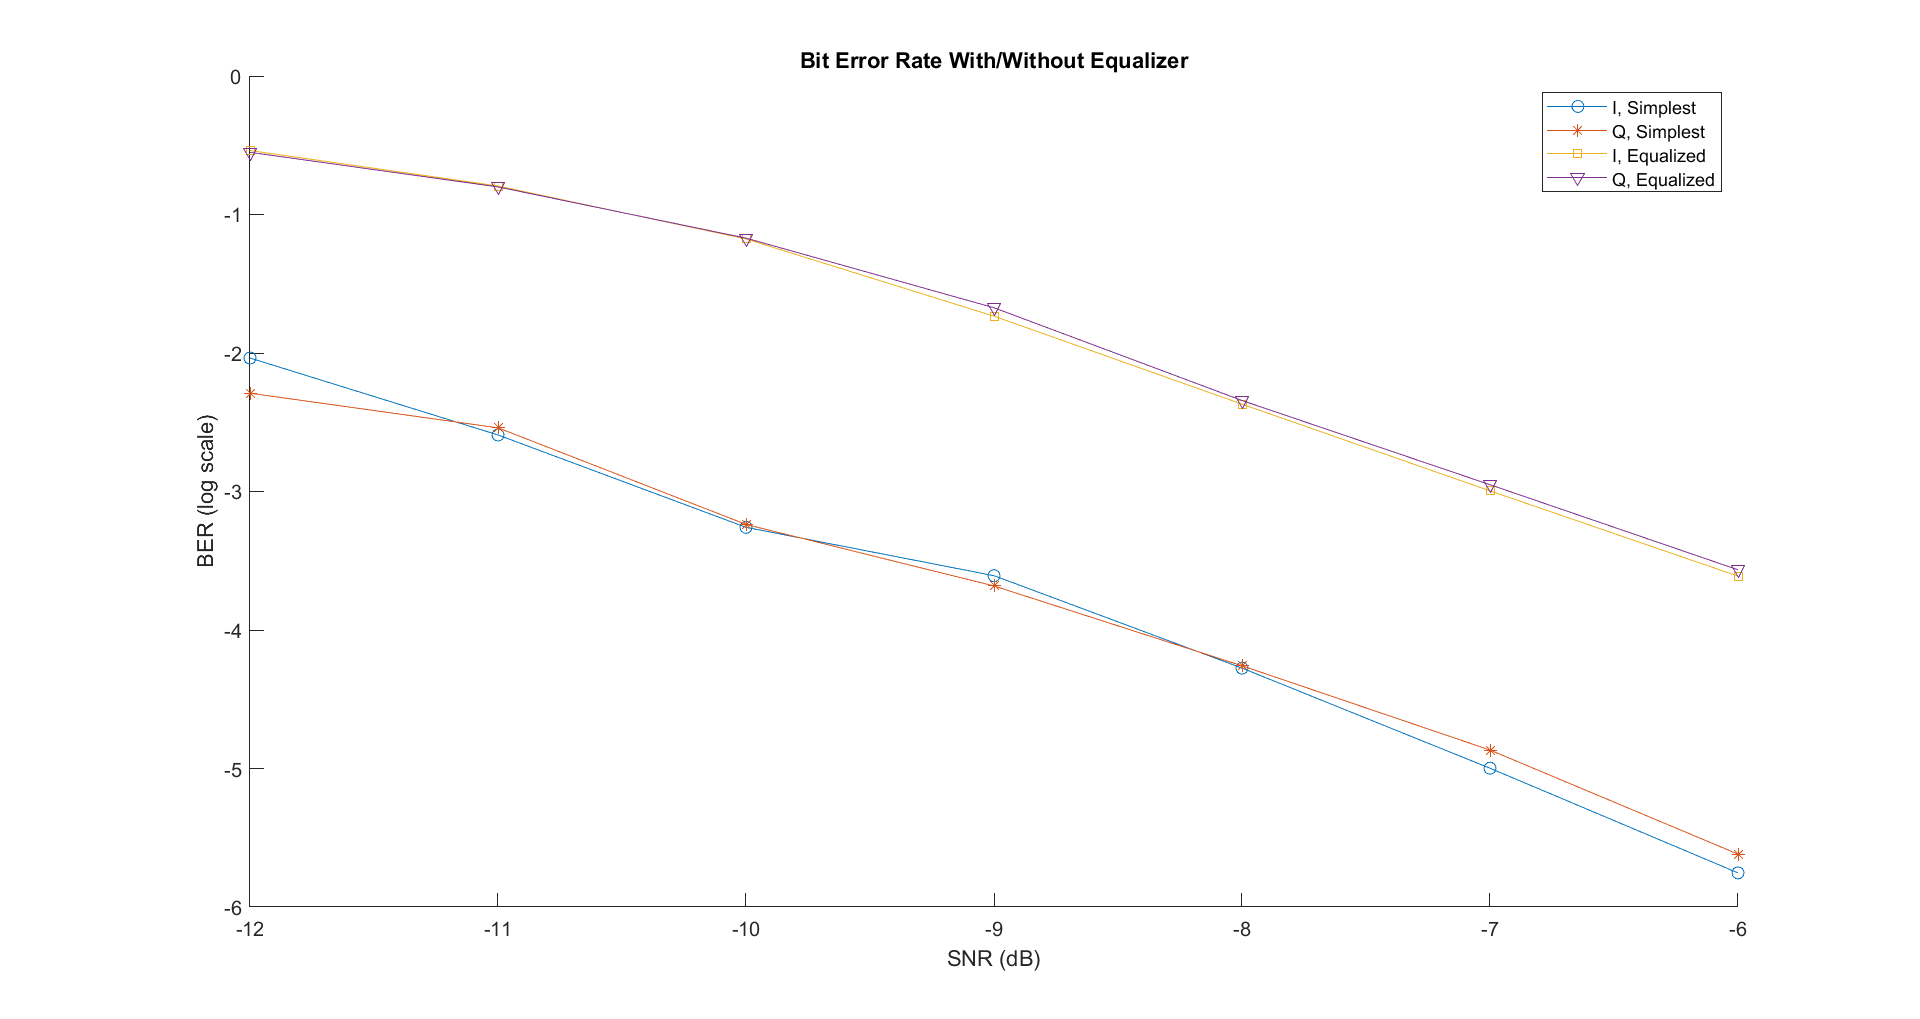 Bit Error Rate With/Without Equalizer
0
-1
-2
-3
-4
-5
-6
BER (log scale)
-12
-11
-10
-9
-8
-7
-6
SNR (dB)
I, Simplest
Q, Simplest
I, Equalized
Q, Equalized